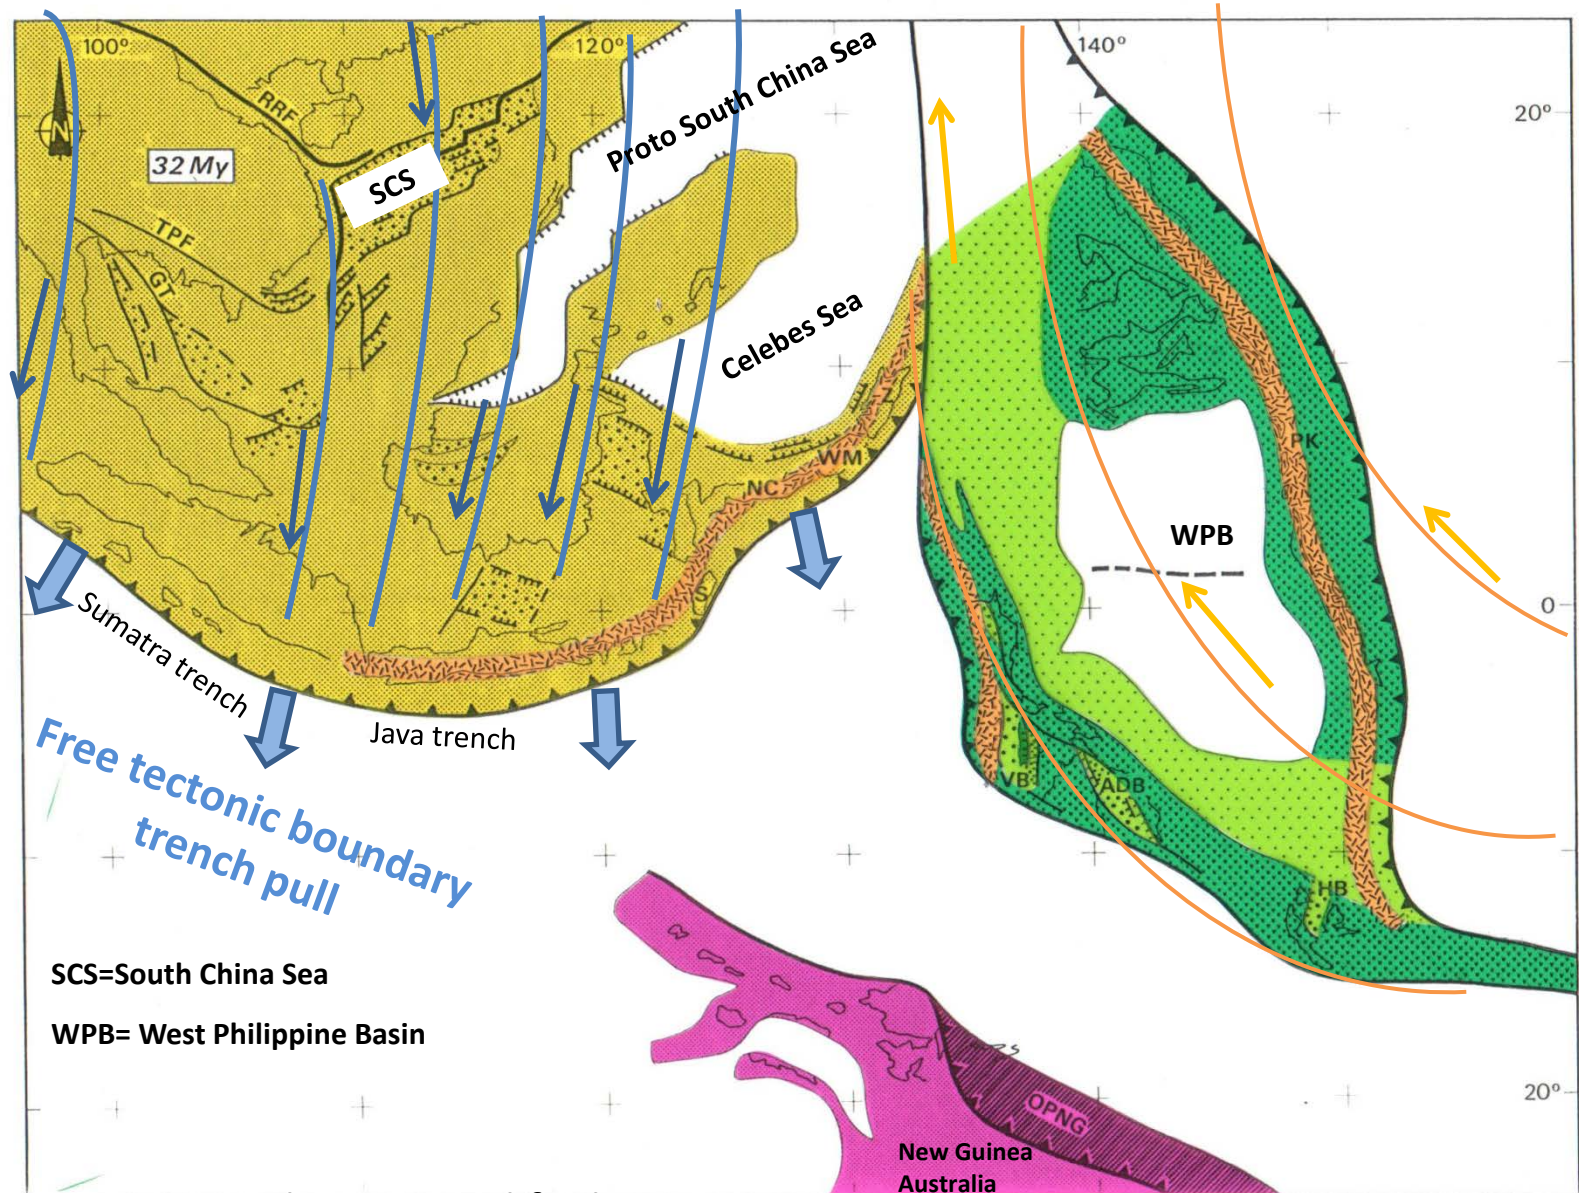 100°
120°
140°
20°
N
RRF
32 My
SCS
Proto South China Sea
TPF
GT
Celebes Sea
Z
WM
NC
S
PK
WPB
0
Sumatra trench
Java trench
Free tectonic boundary
trench pull
VB
ADB
HB
SCS=South China Sea
WPB= West Philippine Basin
OPNG
20°
New Guinea
Australia